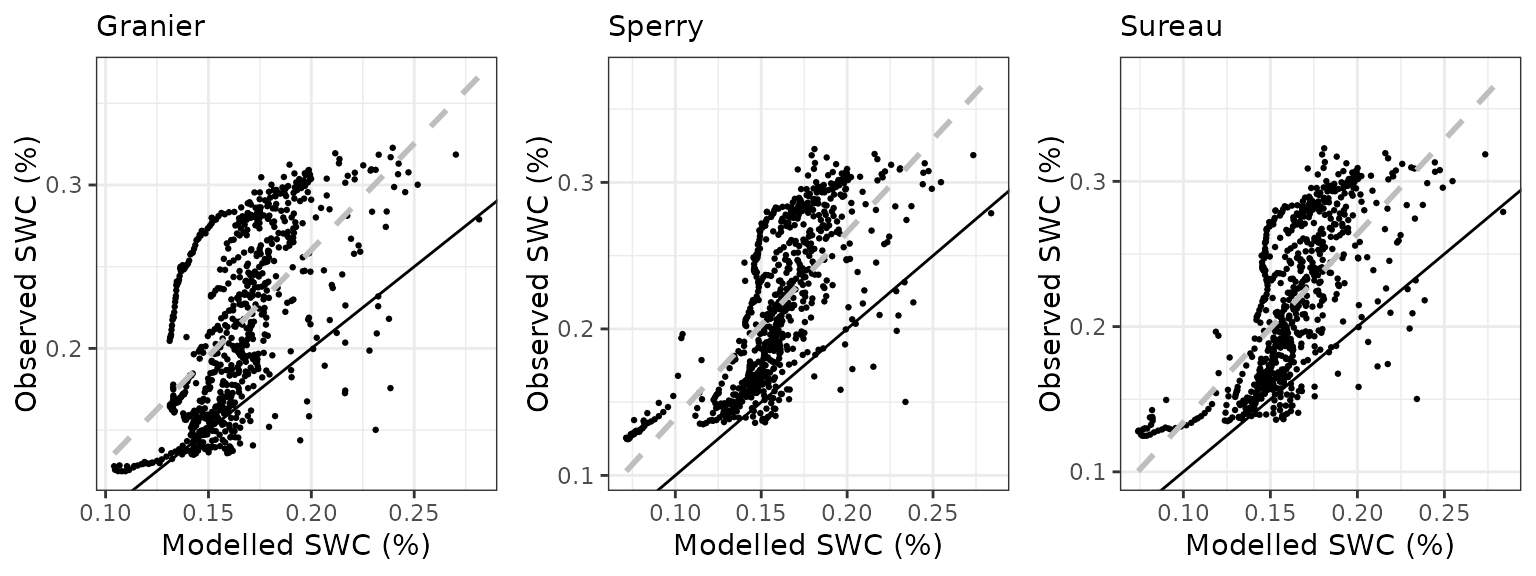 Granier
Observed SWC (%)
0.3
0.2
0.10 0.15 0.20 0.25
Modelled SWC (%)
Sperry
Observed SWC (%)
0.3
0.2
0.1
0.10 0.15 0.20 0.25
Modelled SWC (%)
Sureau
Observed SWC (%)
0.3
0.2
0.1
0.10 0.15 0.20 0.25
Modelled SWC (%)